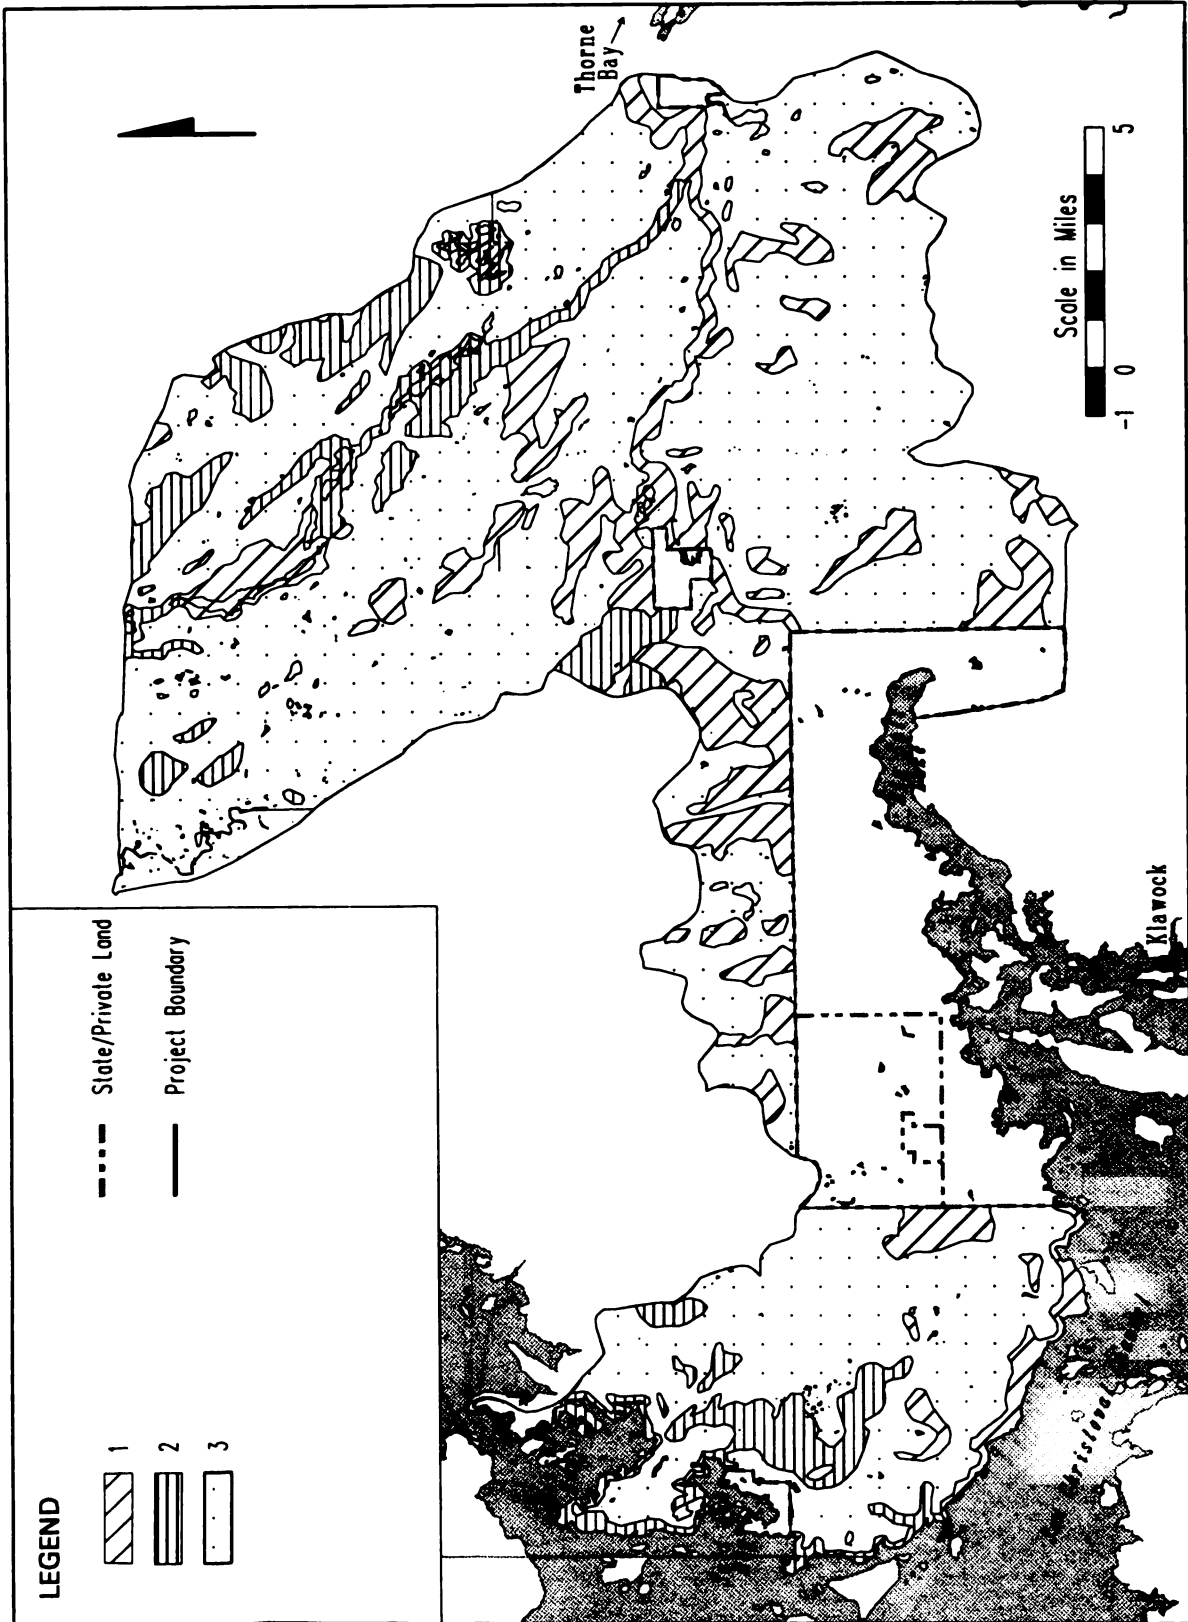 LEGEND
1
2
3
State/Private Land
Project Boundary
Thorne
Bay
Scale in Miles
-1 0 5
Klawock